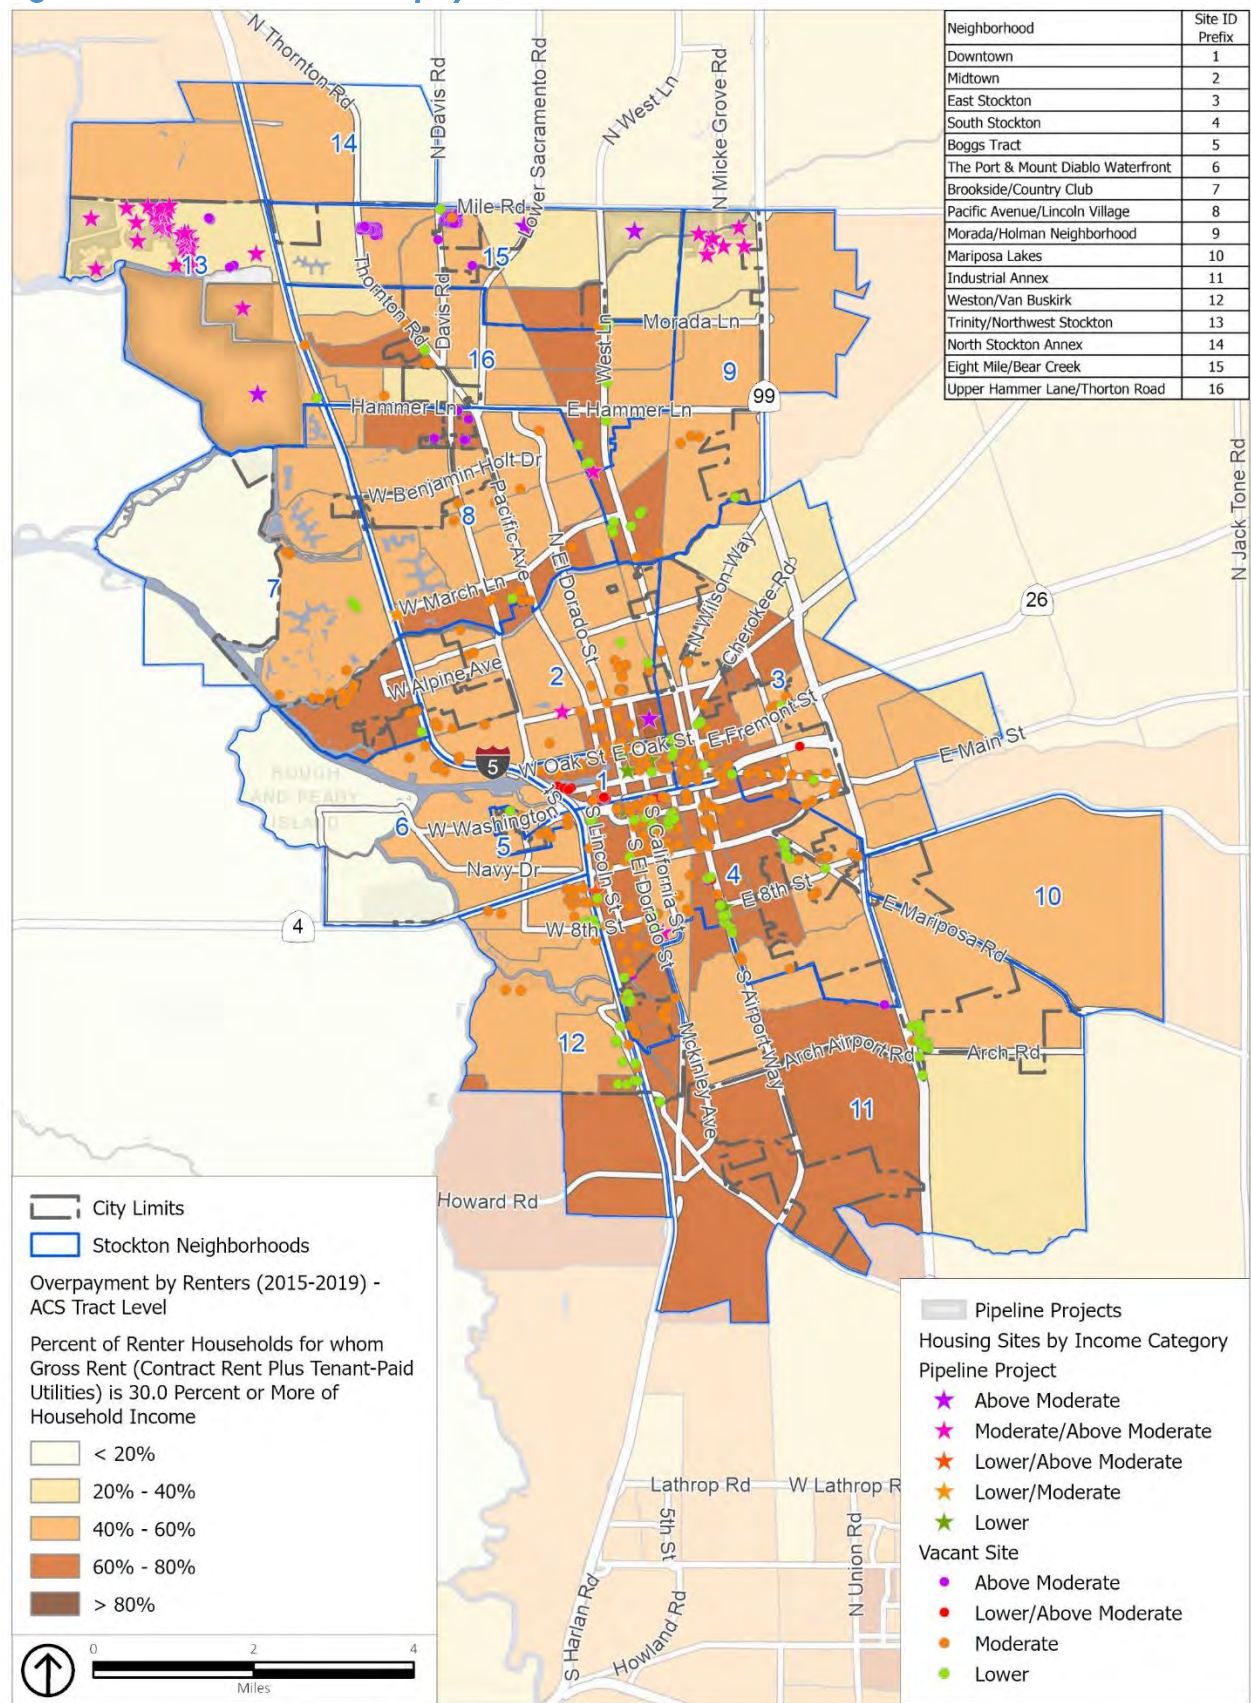 Neighborhood Site ID Prefix
Downtown 1
Midtown 2
East Stockton 3
South Stockton 4
Boggs Tract 5
The Port & Mount Diablo Waterfront 6
Brookside/Country Club 7
Pacific Avenue/Lincoln Village 8
Morada/Holman Neighborhood 9
Mariposa Lakes 10
Industrial Annex 11
Weston/Van Buskirk 12
Trinity/Northwest Stockton 13
North Stockton Annex 14
Eight Mile/Bear Creek 15
Upper Hammer Lane/Thorton Road 16
N Thornton Rd
N Davis Rd
Lower Sacramento Rd
N West Ln
N Micke Grove Rd
14
Mile Rd
13
15
Thornton Rd
Davis Rd
Morada Ln
West Ln
16
9
99
Hammer Ln
E Hammer Ln
N Jack Tone Rd
W Benjamin Holt Dr
Pacific Ave
8
N El Dorado St
N Wilson Way
Cherokee Rd
7
W March Ln
26
W Alpine Ave
2
3
E Fremont St
W Oak St
E Oak St
E Main St
5
1
ROUGH
AND READY
ISLAND
6
W Washington
S
5
Navy Dr
S Lincoln St
S El Dorado St
S California St
4
E 8th St
10
E Mariposa Rd
4
W 8th St
12
S Airport Way
Mckinley Ave
Arch Airport Rd
Arch Rd
11
Howard Rd
Lathrop Rd
W Lathrop R
5th St
N Union Rd
S Harlan Rd
Howland Rd
City Limits
Stockton Neighborhoods
Overpayment by Renters (2015-2019) -
ACS Tract Level
Percent of Renter Households for whom
Gross Rent (Contract Rent Plus Tenant-Paid
Utilities) is 30.0 Percent or More of
Household Income
< 20%
20% - 40%
40% - 60%
60% - 80%
> 80%
0 2 4
Miles
Pipeline Projects
Housing Sites by Income Category
Pipeline Project
Above Moderate
Moderate/Above Moderate
Lower/Above Moderate
Lower/Moderate
Lower
Vacant Site
Above Moderate
Lower/Above Moderate
Moderate
Lower